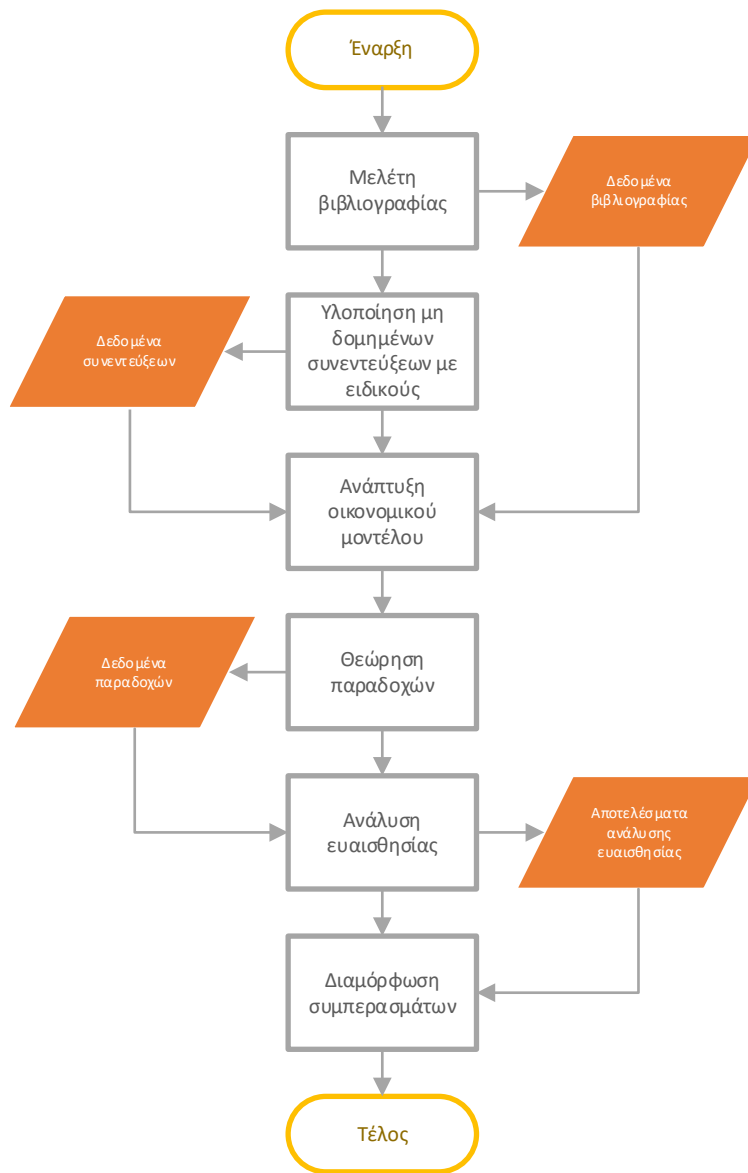 Έναρξη
Μελέτη
βιβλιογραφίας
Δεδομένα
βιβλιογραφίας
Υλοποίηση μη
δομημένων
συνεντεύξεων με
ειδικούς
Δεδομένα
συνεντεύξεων
Ανάπτυξη
οικονομικού
μοντέλου
Θεώρηση
παραδοχών
Δεδομένα
παραδοχών
Ανάλυση
ευαισθησίας
Αποτελέσματα
ανάλυσης
ευαισθησίας
Διαμόρφωση
συμπερασμάτων
Τέλος